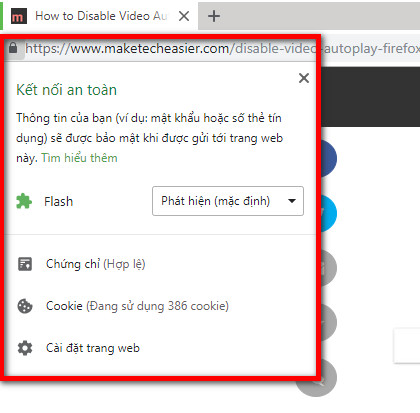 m How to Disable Video Au
https://www.maketecheasier.com/disable-video-autoplay-firefox
Kết nối an toàn
Thông tin của bạn (ví dụ: mật khẩu hoặc số thẻ tín
dụng) sẽ được bảo mật khi được gửi tới trang web
này. Tìm hiểu thêm
Flash Phát hiện (mặc định)
Chứng chỉ (Hợp lệ)
Cookie (Đang sử dụng 386 cookie)
Cài đặt trang web